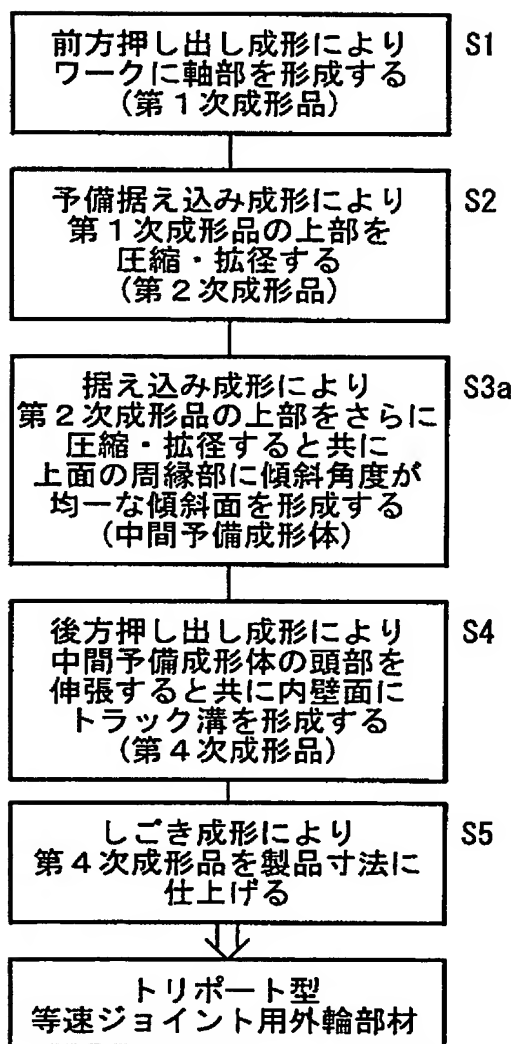 前方押し出し成形により
ワークに軸部を形成する
(第1次成形品)
S1
予備据え込み成形により
第1次成形品の上部を
圧縮・拡径する
(第2次成形品)
S2
据え込み成形により
第2次成形品の上部をさらに
圧縮・拡径すると共に
上面の周縁部に傾斜角度が
均一な傾斜面を形成する
(中間予備成形体)
S3a
後方押し出し成形により
中間予備成形体の頭部を
伸張すると共に内壁面に
トラック溝を形成する
(第4次成形品)
S4
しごき成形により
第4次成形品を製品寸法に
仕上げる
S5
トリポート型
等速ジョイント用外輪部材